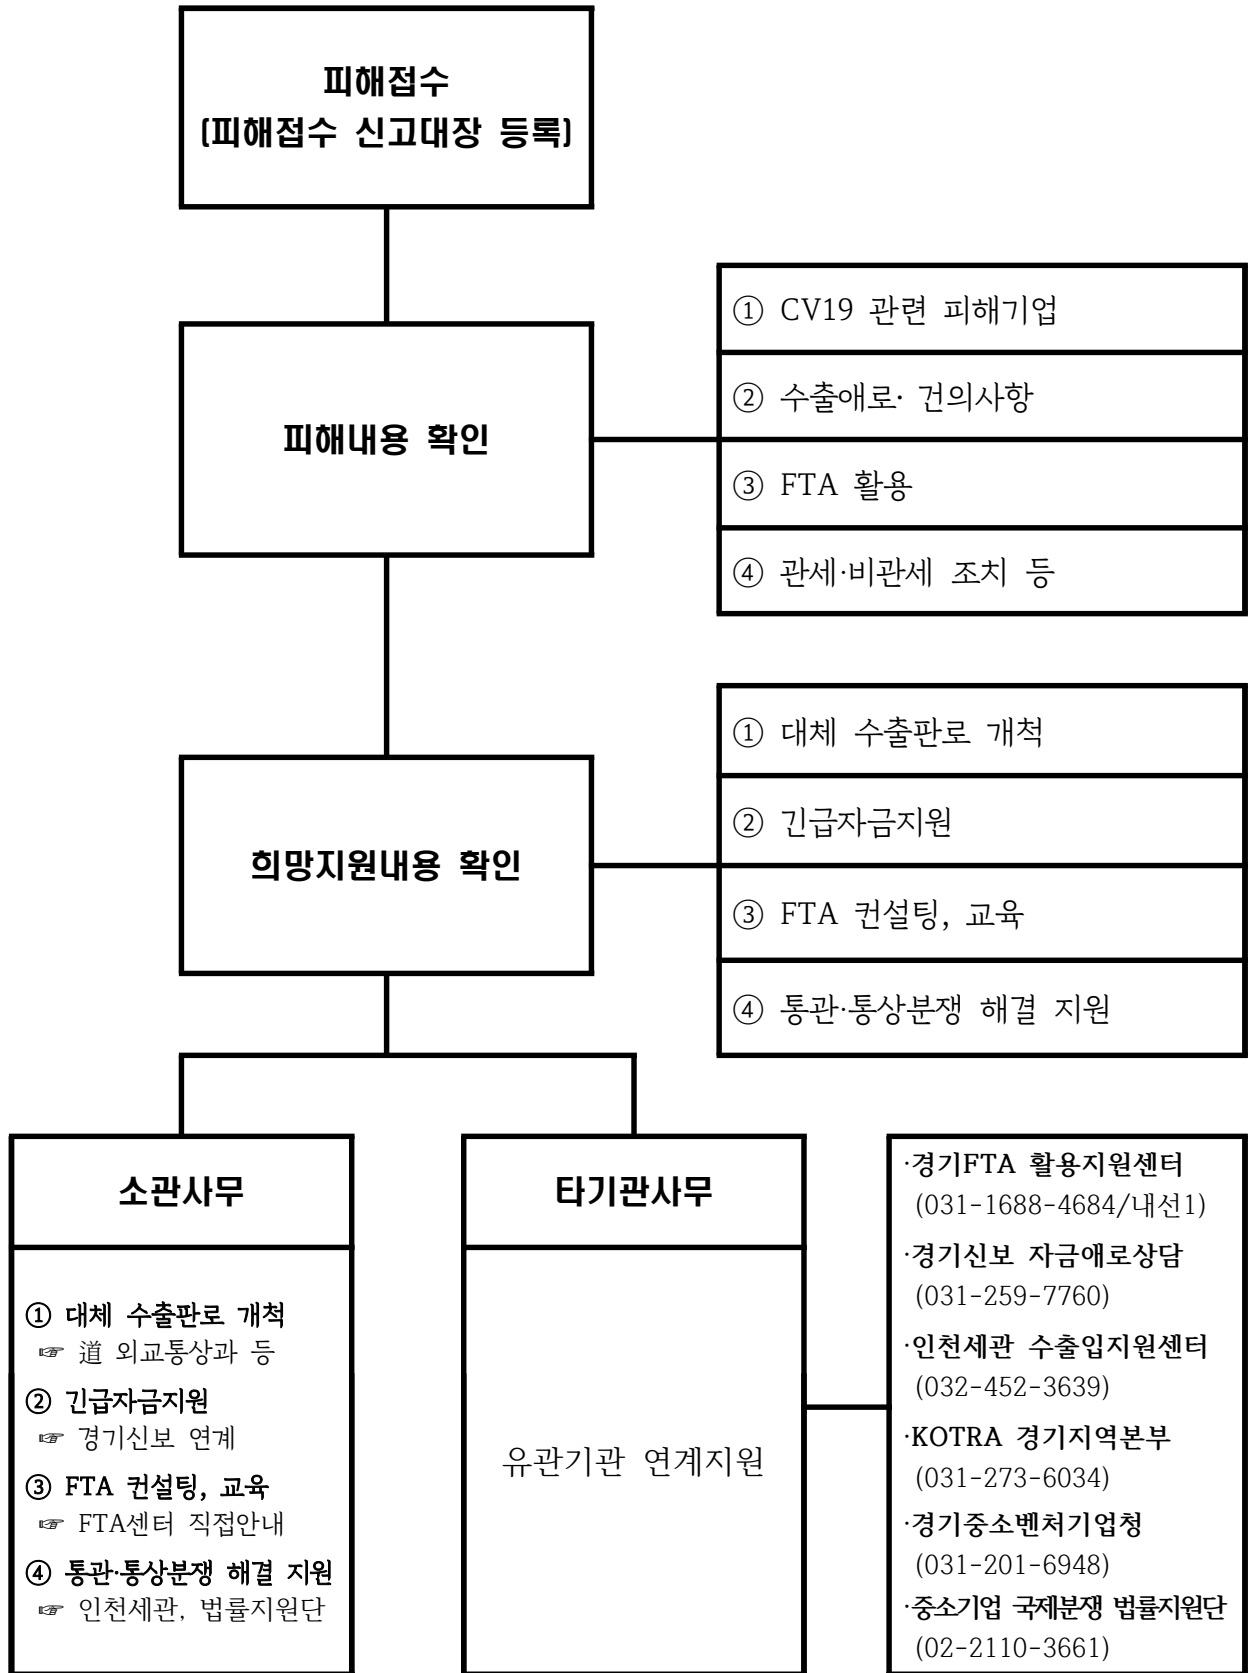 피해접수
(피해접수 신고대장 등록)
피해내용 확인
① CV19 관련 피해기업
② 수출애로· 건의사항
③ FTA 활용
④ 관세·비관세 조치 등
희망지원내용 확인
① 대체 수출판로 개척
② 긴급자금지원
③ FTA 컨설팅, 교육
④ 통관·통상분쟁 해결 지원
소관사무
① 대체 수출판로 개척
☞ 道 외교통상과 등
② 긴급자금지원
☞ 경기신보 연계
③ FTA 컨설팅, 교육
☞ FTA센터 직접안내
④ 통관·통상분쟁 해결 지원
☞ 인천세관, 법률지원단
타기관사무
유관기관 연계지원
·경기FTA 활용지원센터
(031-1688-4684/내선1)
·경기신보 자금애로상담
(031-259-7760)
·인천세관 수출입지원센터
(032-452-3639)
·KOTRA 경기지역본부
(031-273-6034)
·경기중소벤처기업청
(031-201-6948)
·중소기업 국제분쟁 법률지원단
(02-2110-3661)